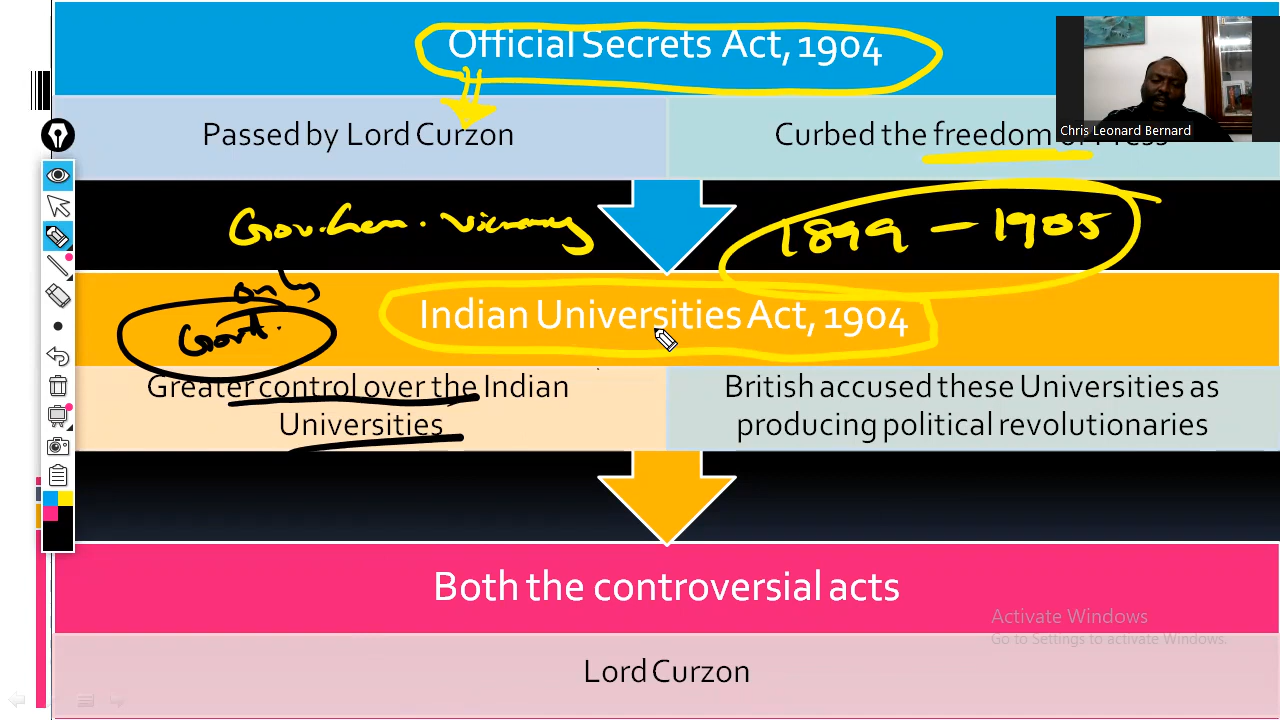 Official Secrets Act, 1904
Chris Leonard Bernard
Passed by Lord Curzon
Curbed the freedom of Press
Gov. Gen.
1899 - 1905
only
Govt.
Indian Universities Act, 1904
Greater control over the Indian
Universities
British accused these Universities as
producing political revolutionaries
Both the controversial acts
Activate Windows
Go to Settings to activate Windows.
Lord Curzon